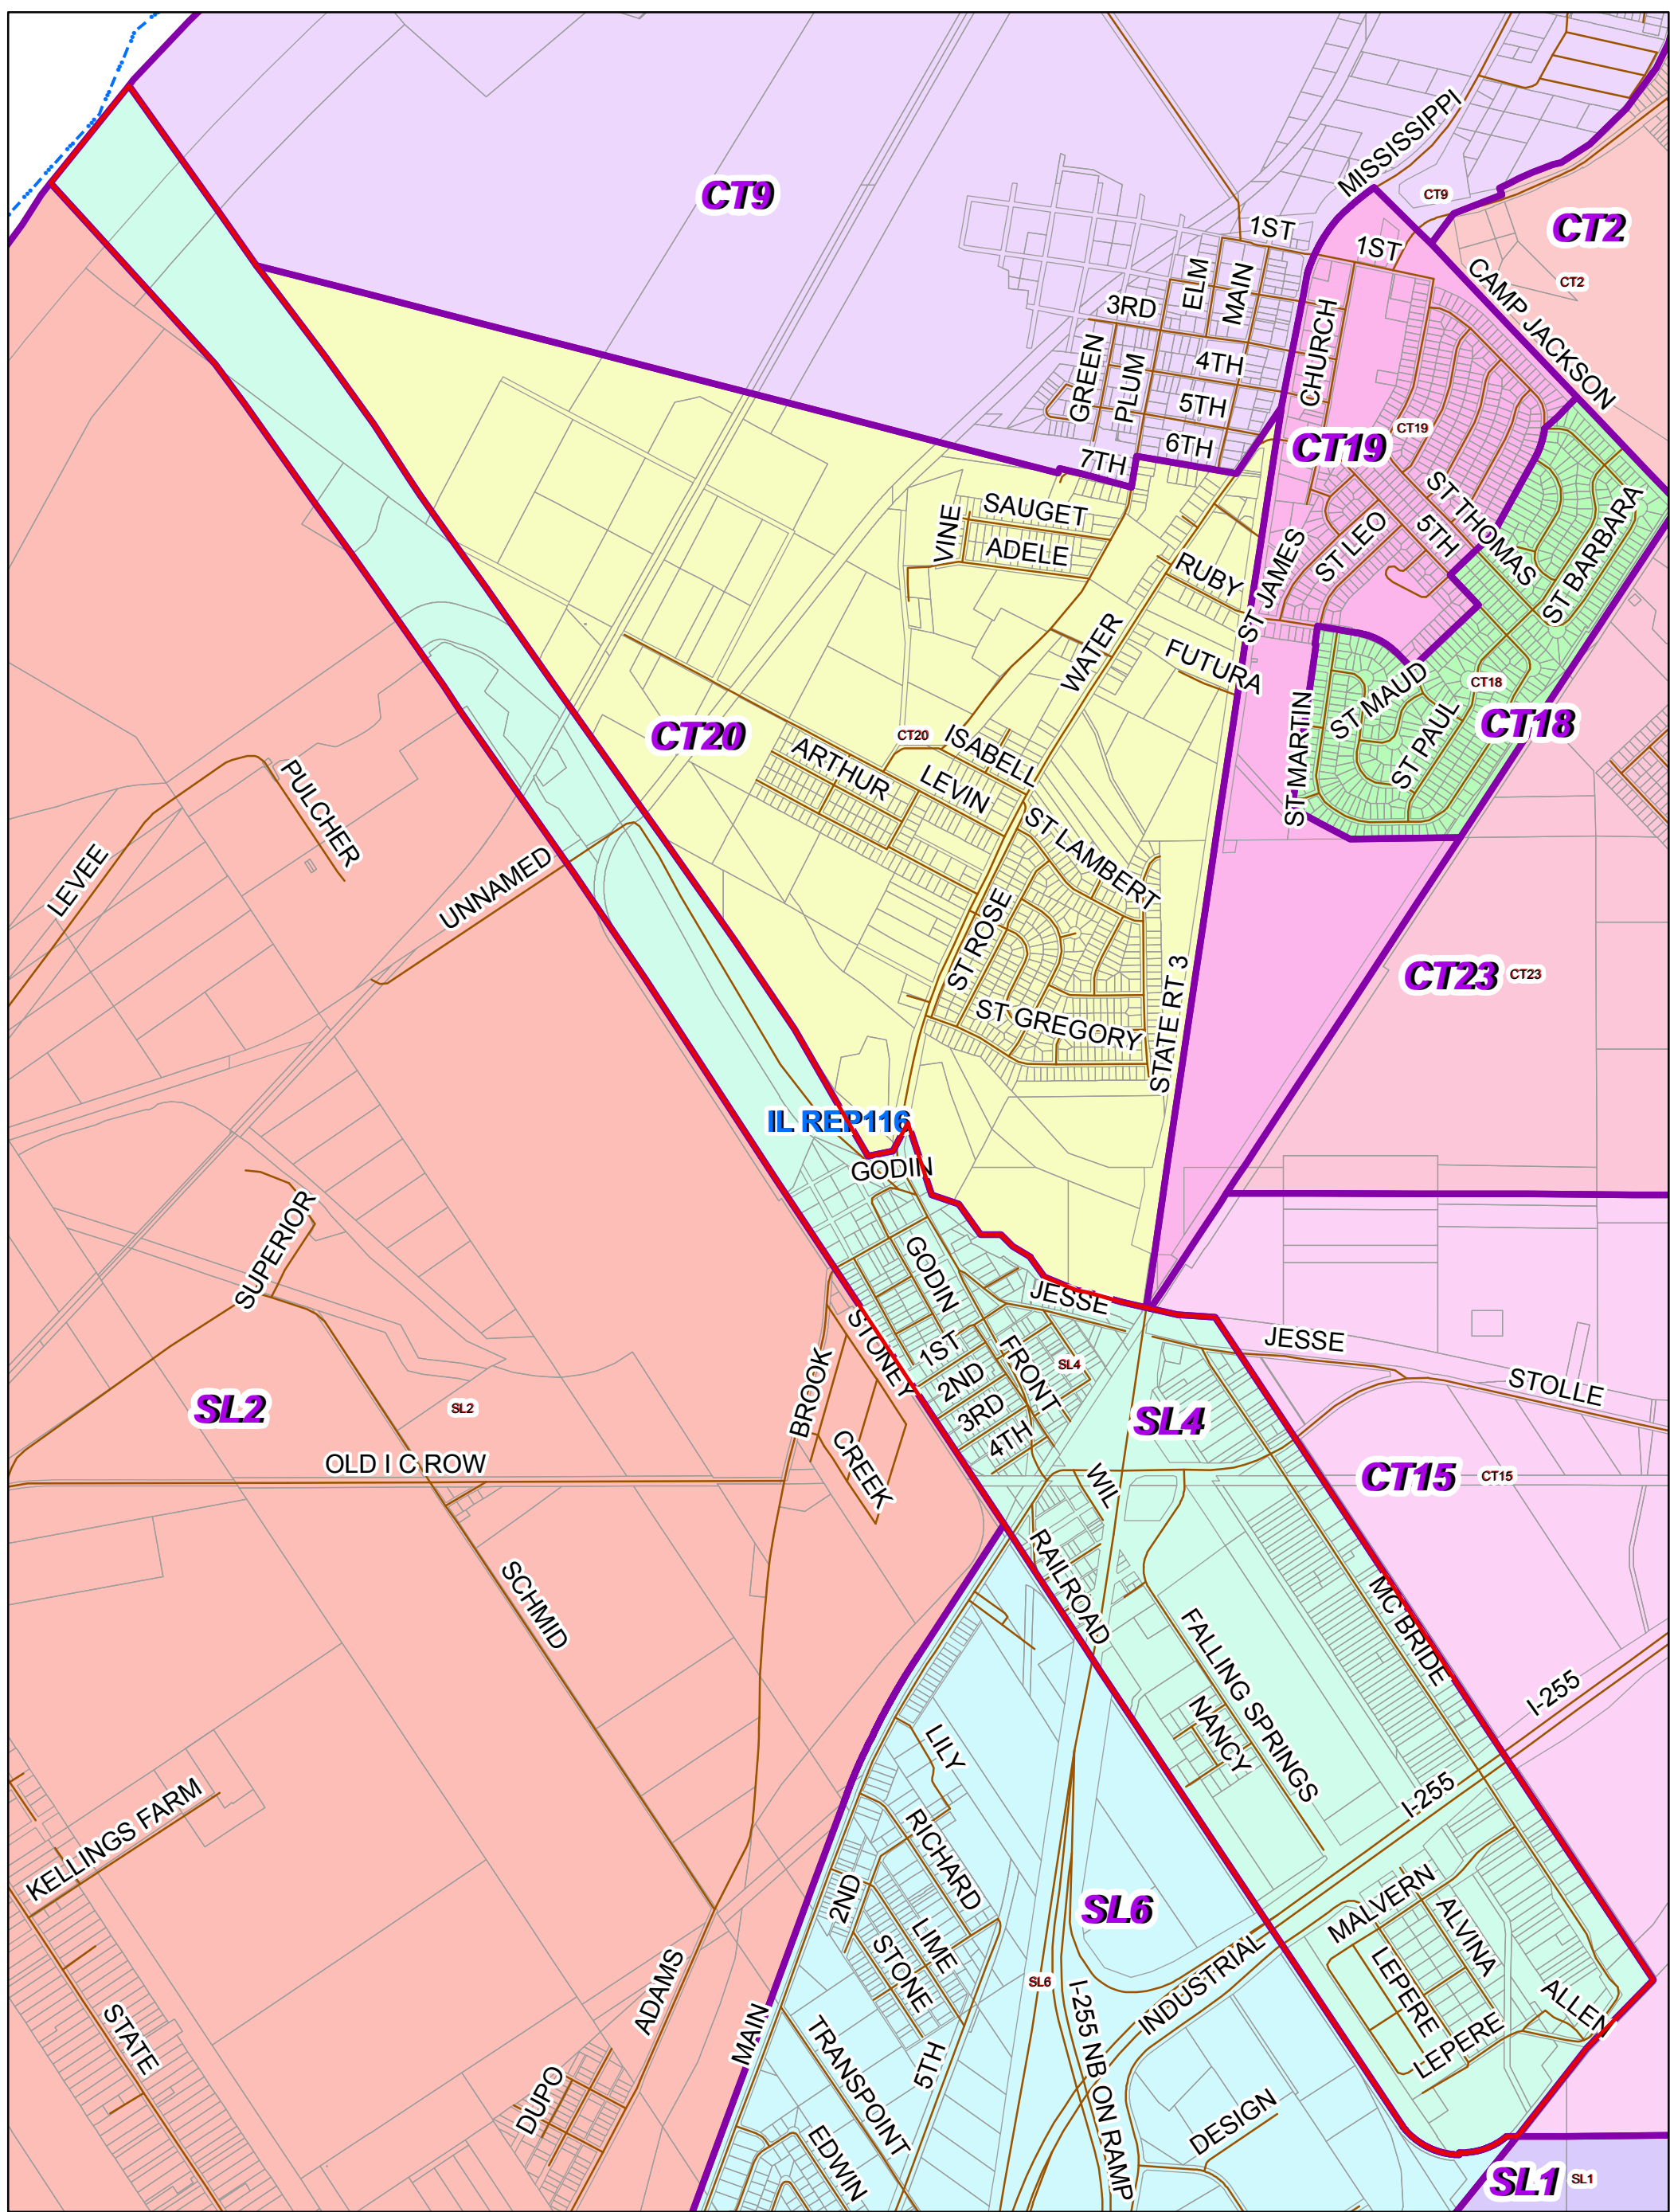 MISSISSIPPI
CT9
CT9
CT2
1ST
1ST
CT2
CAMP JACKSON
ELM
MAIN
3RD
CHURCH
GREEN
PLUM
4TH
5TH
6TH
7TH
CT19
CT19
ST THOMAS
5TH
ST BARBARA
VINE
SAUGET
ADELE
RUBY
ST JAMES
ST LEO
WATER
FUTURA
ST MARTIN
ST MAUD
CT18
ST PAUL
CT18
CT20
CT20
ISABELL
ARTHUR
LEVIN
PULCHER
LEVEE
UNNAMED
ST LAMBERT
ST ROSE
ST GREGORY
STATE RT 3
CT23
CT23
IL REP116
GODIN
SUPERIOR
GODIN
JESSE
JESSE
STOLLE
STONEY
1ST
2ND
3RD
4TH
FRONT
SL4
SL4
BROOK
CREEK
SL2
SL2
OLD I C ROW
WIL
CT15
CT15
SCHMID
RAILROAD
MC BRIDE
FALLING SPRINGS
NANCY
I-255
I-255
LILY
RICHARD
KELLINGS FARM
2ND
LIME
STONE
SL6
SL6
MALVERN
ALVINA
LEPERE
LEPERE
ALLEN
INDUSTRIAL
I-255 NB ON RAMP
STATE
ADAMS
MAIN
TRANSPOINT
5TH
DUPO
EDWIN
DESIGN
SL1
SL1